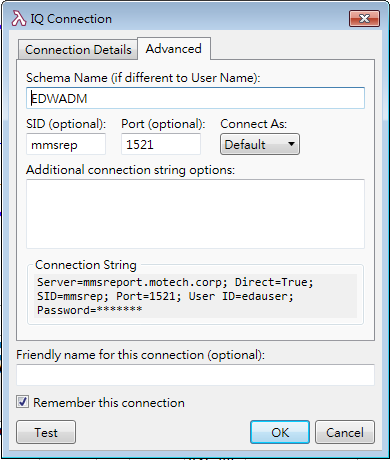 IQ Connection
Connection Details Advanced
Schema Name (if different to User Name):
EDWADM
SID (optional): Port (optional): Connect As:
mmsrep 1521 Default
Additional connection string options:
Connection String
Server=mmsreport.motech.corp; Direct=True;
SID=mmsrep; Port=1521; User ID=edauser;
Password=*******
Friendly name for this connection (optional):
Remember this connection
Test OK Cancel